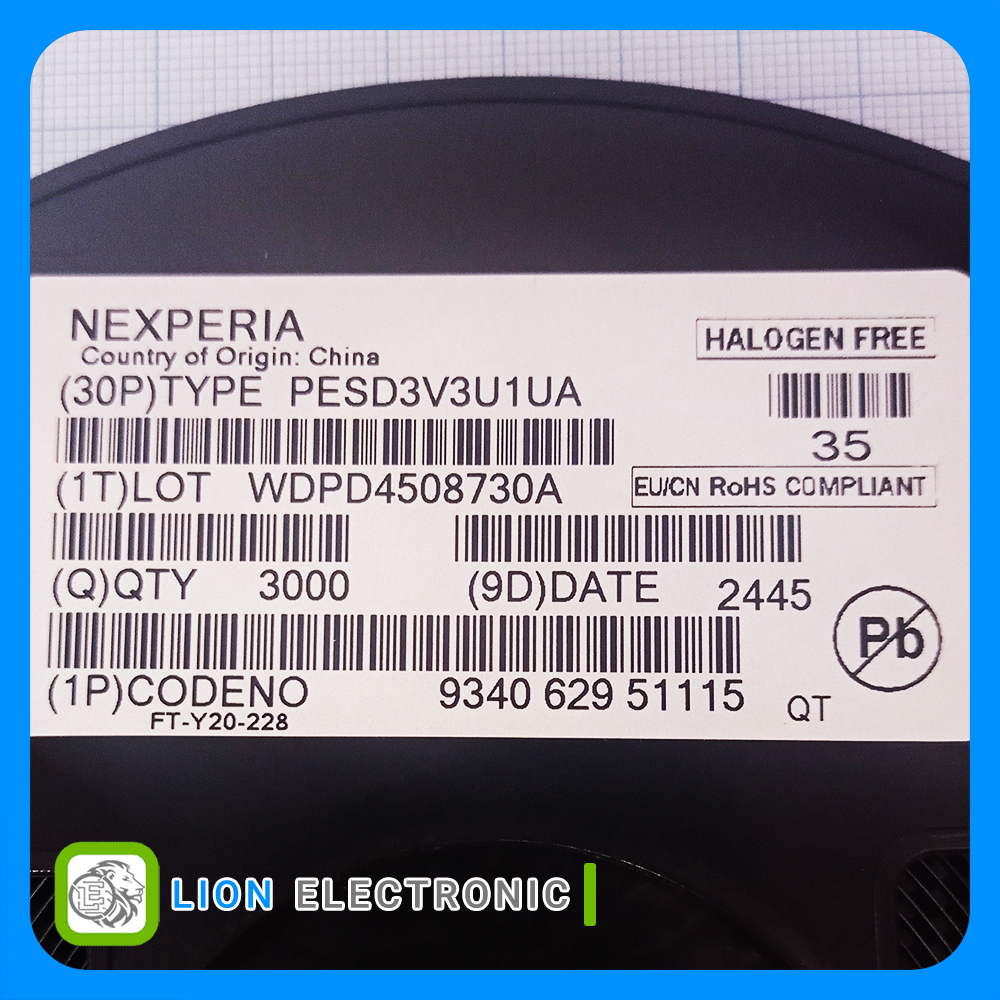 NEXPERIA
Country of Origin: China
HALOGEN FREE
(30P)TYPE PESD3V3U1UA
35
(1T)LOT WDPD4508730A
EU/CN RoHS COMPLIANT
(Q)QTY 3000
(9D)DATE 2445
Pb
(1P)CODENO 9340 629 51115
QT
FT-Y20-228
LE
LION ELECTRONIC